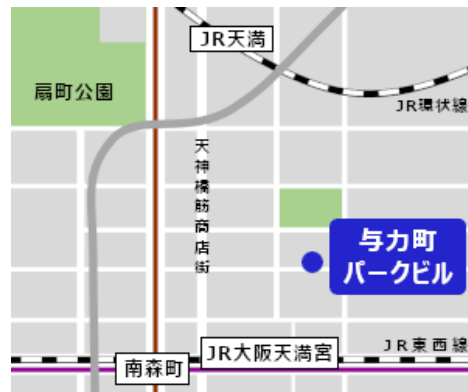 JR天満
扇町公園
JR環状線
天神橋筋商店街
与力町
パークビル
JR東西線
JR大阪天満宮
南森町